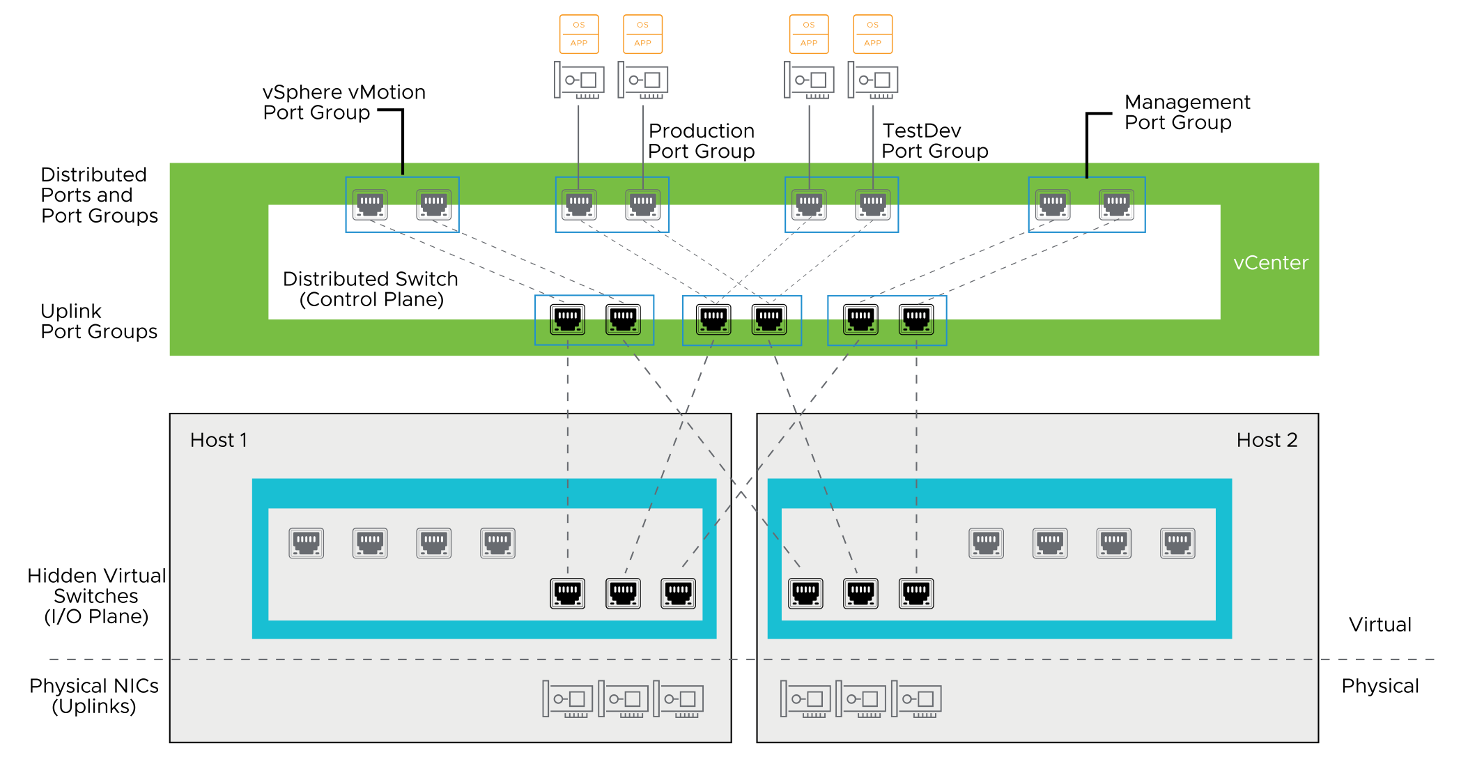 OS
APP
OS
APP
OS
APP
OS
APP
vSphere vMotion
Port Group
Production
Port Group
TestDev
Port Group
Management
Port Group
Distributed
Ports and
Port Groups
Distributed Switch
(Control Plane)
vCenter
Uplink
Port Groups
Host 1
Host 2
Hidden Virtual
Switches
(I/O Plane)
Virtual
Physical NICs
(Uplinks)
Physical